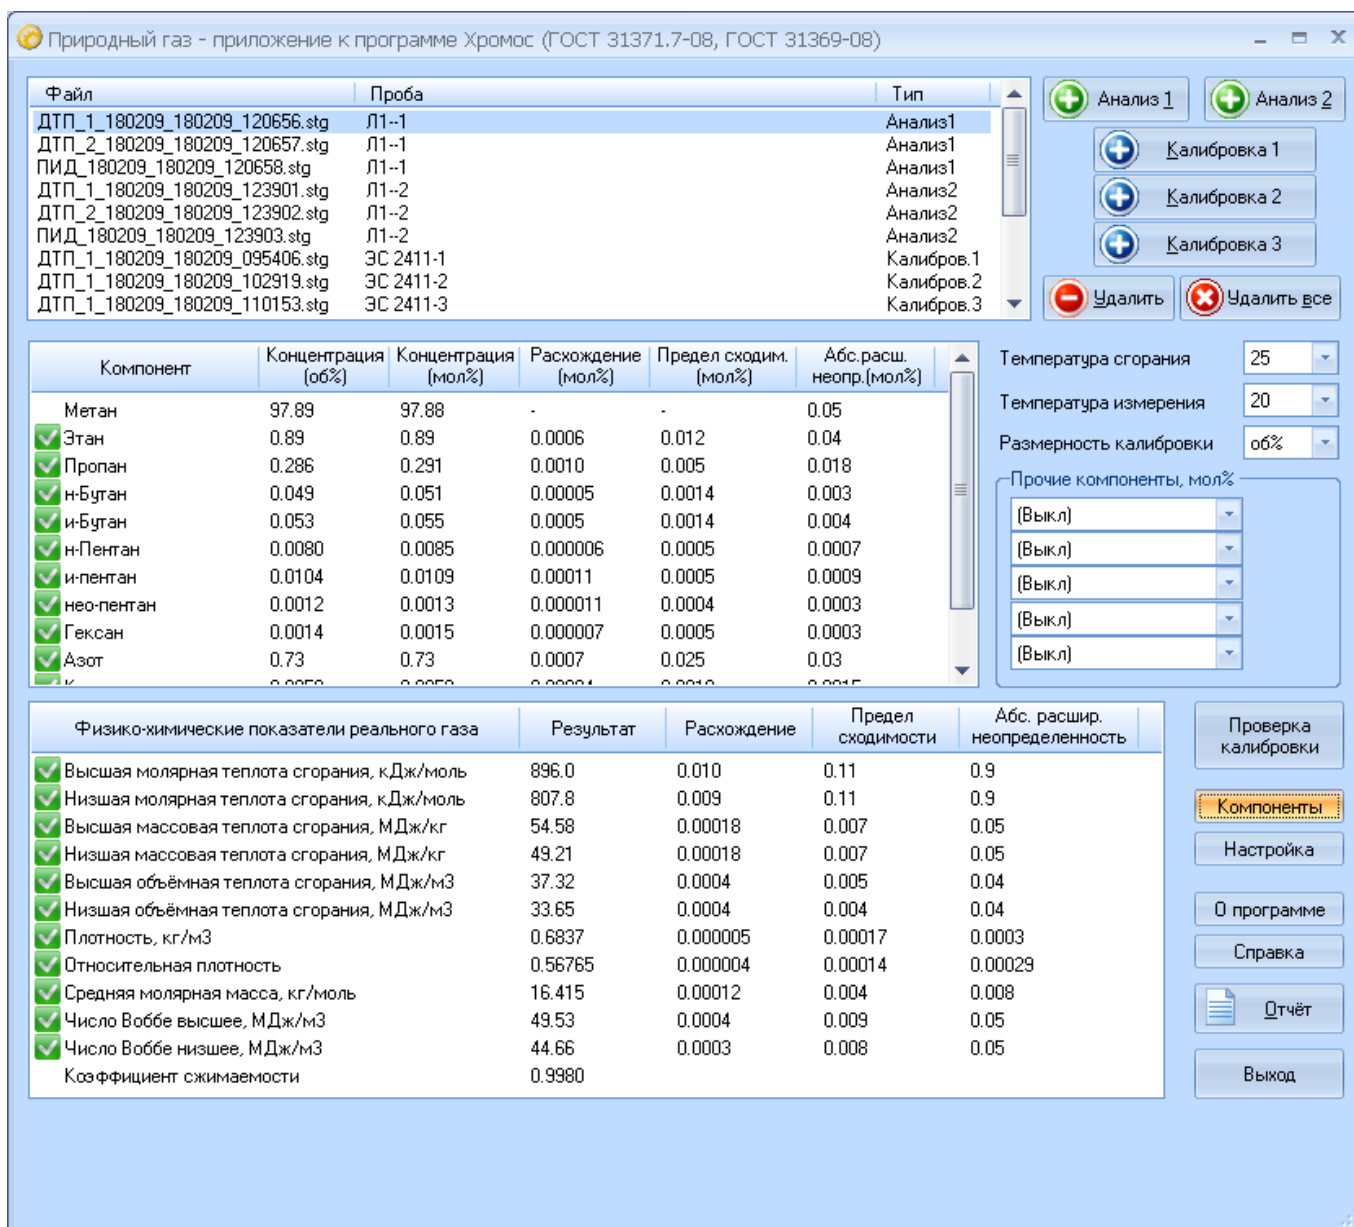 Природный газ - приложение к программе Хромос (ГОСТ 31371.7-08, ГОСТ 31369-08)
Файл Проба Тип
ДТП_1_180209_180209_120656.stg Л1--1 Анализ1
ДТП_2_180209_180209_120657.stg Л1--1 Анализ1
ПИД_180209_180209_120658.stg Л1--1 Анализ1
ДТП_1_180209_180209_123901.stg Л1--2 Анализ2
ДТП_2_180209_180209_123902.stg Л1--2 Анализ2
ПИД_180209_180209_123903.stg Л1--2 Анализ2
ДТП_1_180209_180209_095406.stg ЭС 2411-1 Калибров.1
ДТП_1_180209_180209_102919.stg ЭС 2411-2 Калибров.2
ДТП_1_180209_180209_110153.stg ЭС 2411-3 Калибров.3
Анализ 1 Анализ 2
Калибровка 1
Калибровка 2
Калибровка 3
Удалить Удалить все
Компонент Концентрация (об%) Концентрация (мол%) Расхождение (мол%) Предел сходим. (мол%) Абс.расш. неопр.(мол%)
Метан 97.89 97.88 - - 0.05
Этан 0.89 0.89 0.0006 0.012 0.04
Пропан 0.286 0.291 0.0010 0.005 0.018
н-Бутан 0.049 0.051 0.00005 0.0014 0.003
и-Бутан 0.053 0.055 0.0005 0.0014 0.004
н-Пентан 0.0080 0.0085 0.000006 0.0005 0.0007
и-пентан 0.0104 0.0109 0.00011 0.0005 0.0009
нео-пентан 0.0012 0.0013 0.000011 0.0004 0.0003
Гексан 0.0014 0.0015 0.000007 0.0005 0.0003
Азот 0.73 0.73 0.0007 0.025 0.03
Температура сгорания 25
Температура измерения 20
Размерность калибровки об%
Прочие компоненты, мол%
(Выкл)
(Выкл)
(Выкл)
(Выкл)
(Выкл)
Физико-химические показатели реального газа Результат Расхождение Предел сходимости Абс. расшир. неопределенность
Высшая молярная теплота сгорания, кДж/моль 896.0 0.010 0.11 0.9
Низшая молярная теплота сгорания, кДж/моль 807.8 0.009 0.11 0.9
Высшая массовая теплота сгорания, МДж/кг 54.58 0.00018 0.007 0.05
Низшая массовая теплота сгорания, МДж/кг 49.21 0.00018 0.007 0.05
Высшая объёмная теплота сгорания, МДж/м3 37.32 0.0004 0.005 0.04
Низшая объёмная теплота сгорания, МДж/м3 33.65 0.0004 0.004 0.04
Плотность, кг/м3 0.6837 0.000005 0.00017 0.0003
Относительная плотность 0.56765 0.000004 0.00014 0.00029
Средняя молярная масса, кг/моль 16.415 0.00012 0.004 0.008
Число Воббе высшее, МДж/м3 49.53 0.0004 0.009 0.05
Число Воббе низшее, МДж/м3 44.66 0.0003 0.008 0.05
Коэффициент сжимаемости 0.9980
Проверка калибровки
Компоненты
Настройка
О программе
Справка
Отчёт
Выход